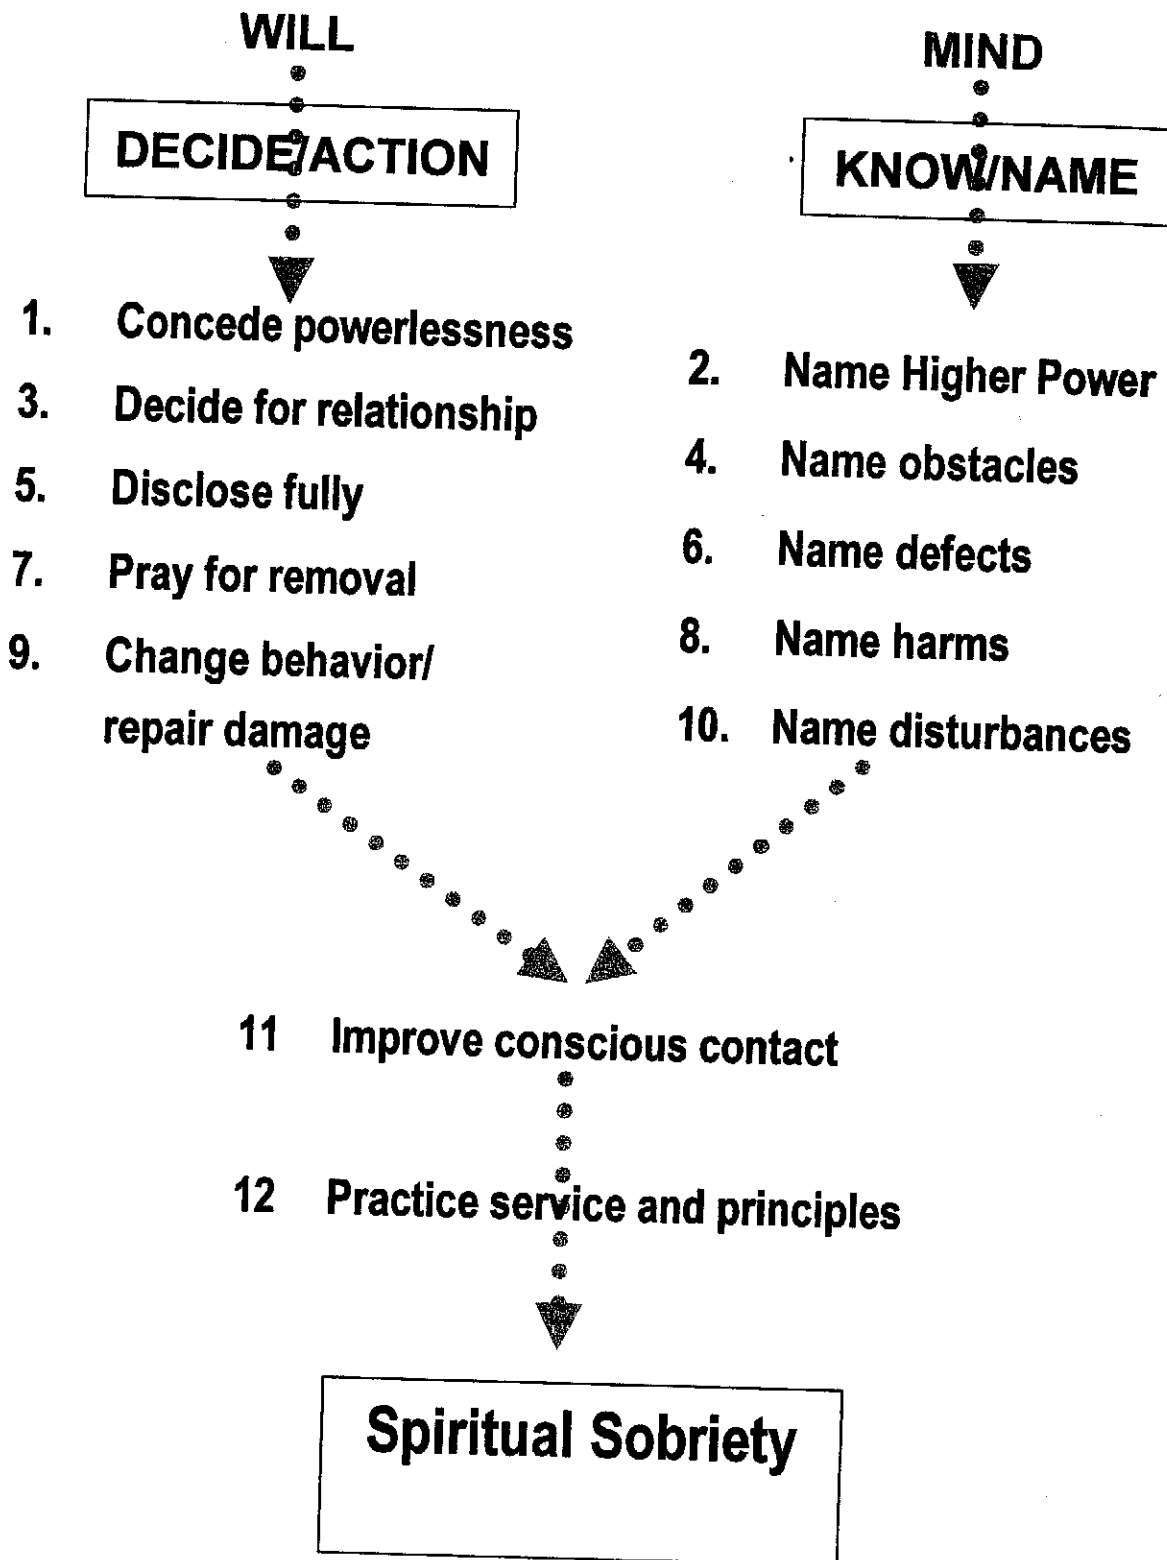 WILL
DECIDE/ACTION
1. Concede powerlessness
3. Decide for relationship
5. Disclose fully
7. Pray for removal
9. Change behavior/
repair damage
MIND
KNOW/NAME
2. Name Higher Power
4. Name obstacles
6. Name defects
8. Name harms
10. Name disturbances
11 Improve conscious contact
12 Practice service and principles
Spiritual Sobriety